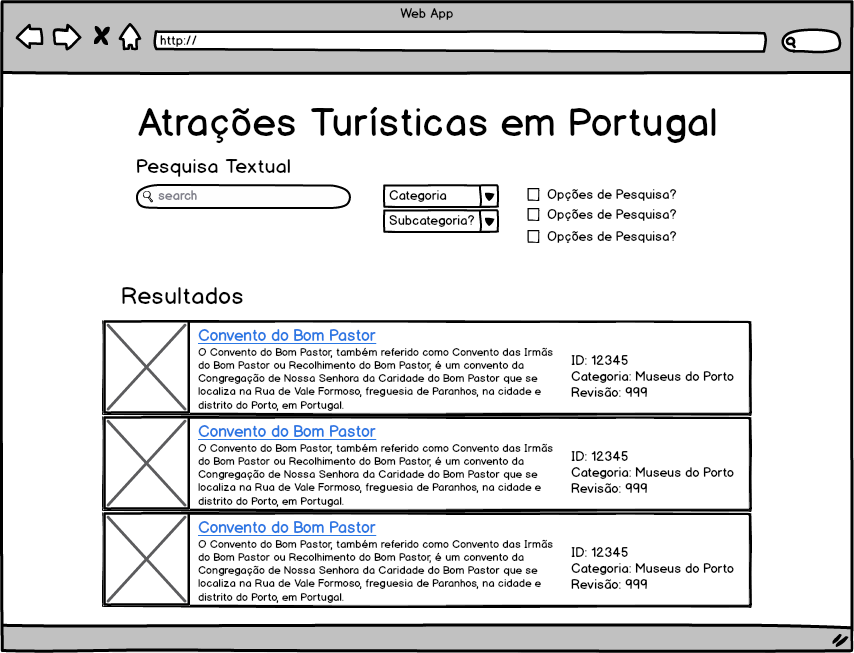 Web App
http://
Atrações Turísticas em Portugal
Pesquisa Textual
search
Categoria
Subcategoria?
Opções de Pesquisa?
Opções de Pesquisa?
Opções de Pesquisa?
Resultados
Convento do Bom Pastor
O Convento do Bom Pastor, também referido como Convento das Irmãs
do Bom Pastor ou Recolhimento do Bom Pastor, é um convento da
Congregação de Nossa Senhora da Caridade do Bom Pastor que se
localiza na Rua de Vale Formoso, freguesia de Paranhos, na cidade e
distrito do Porto, em Portugal.
ID: 12345
Categoria: Museus do Porto
Revisão: 999
Convento do Bom Pastor
O Convento do Bom Pastor, também referido como Convento das Irmãs
do Bom Pastor ou Recolhimento do Bom Pastor, é um convento da
Congregação de Nossa Senhora da Caridade do Bom Pastor que se
localiza na Rua de Vale Formoso, freguesia de Paranhos, na cidade e
distrito do Porto, em Portugal.
ID: 12345
Categoria: Museus do Porto
Revisão: 999
Convento do Bom Pastor
O Convento do Bom Pastor, também referido como Convento das Irmãs
do Bom Pastor ou Recolhimento do Bom Pastor, é um convento da
Congregação de Nossa Senhora da Caridade do Bom Pastor que se
localiza na Rua de Vale Formoso, freguesia de Paranhos, na cidade e
distrito do Porto, em Portugal.
ID: 12345
Categoria: Museus do Porto
Revisão: 999